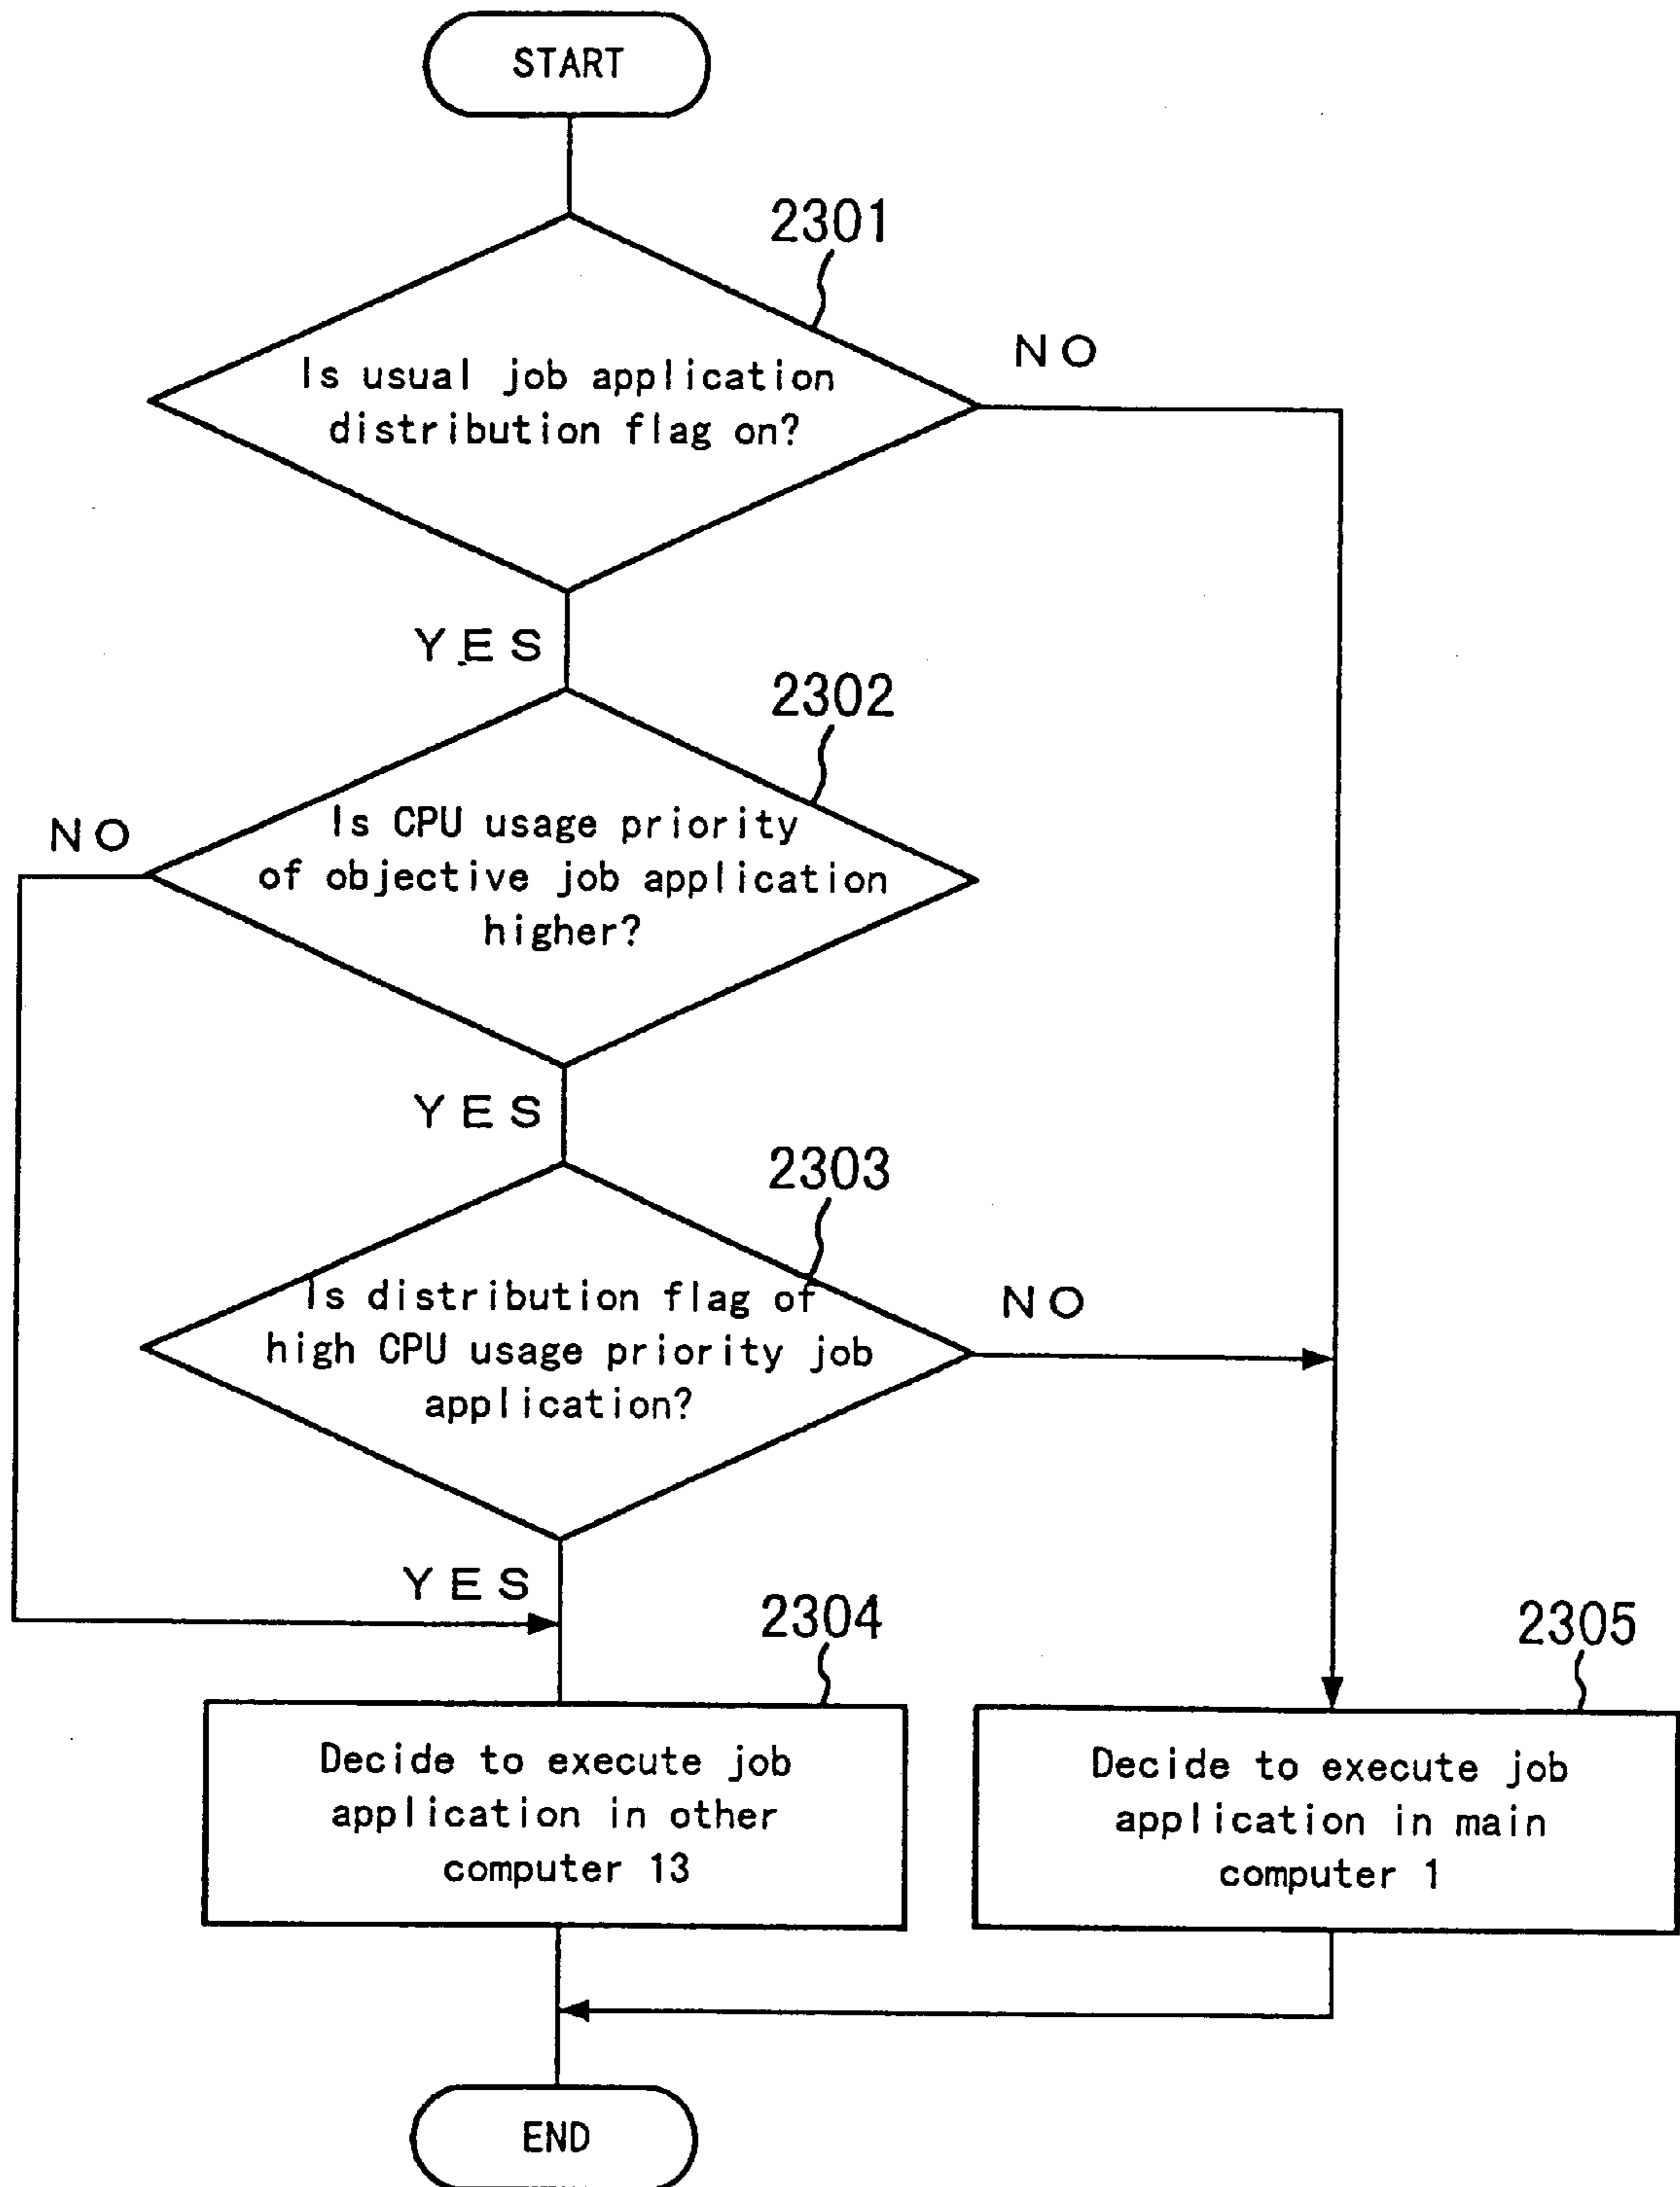 START
2301
Is usual job application
distribution flag on?
NO
YES
2302
Is CPU usage priority
of objective job application
higher?
NO
YES
2303
Is distribution flag of
high CPU usage priority job
application?
NO
YES
2304
Decide to execute job
application in other
computer 13
2305
Decide to execute job
application in main
computer 1
END